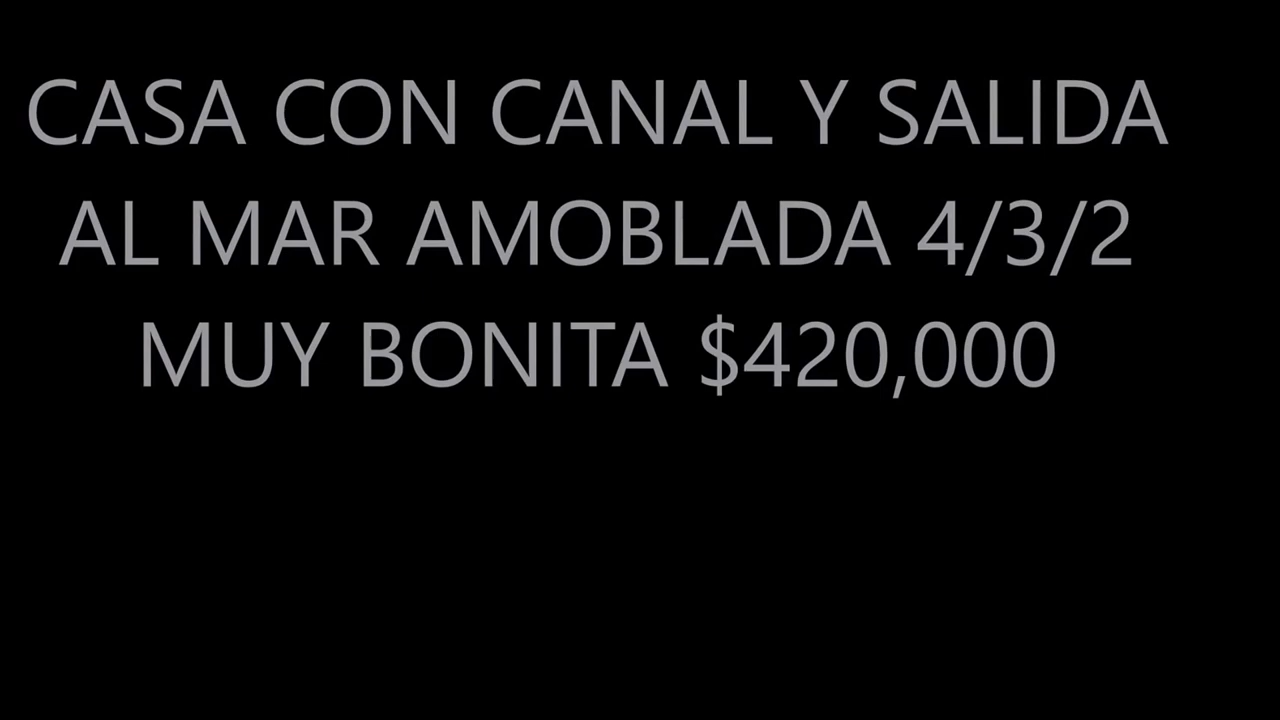 CASA CON CANAL Y SALIDA
AL MAR AMOBLADA 4/3/2
MUY BONITA $420,000